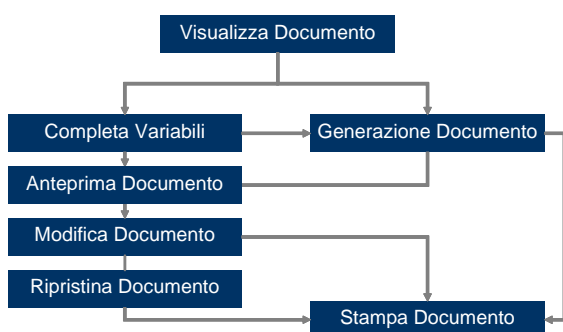 Visualizza Documento
Completa Variabili
Generazione Documento
Anteprima Documento
Modifica Documento
Ripristina Documento
Stampa Documento